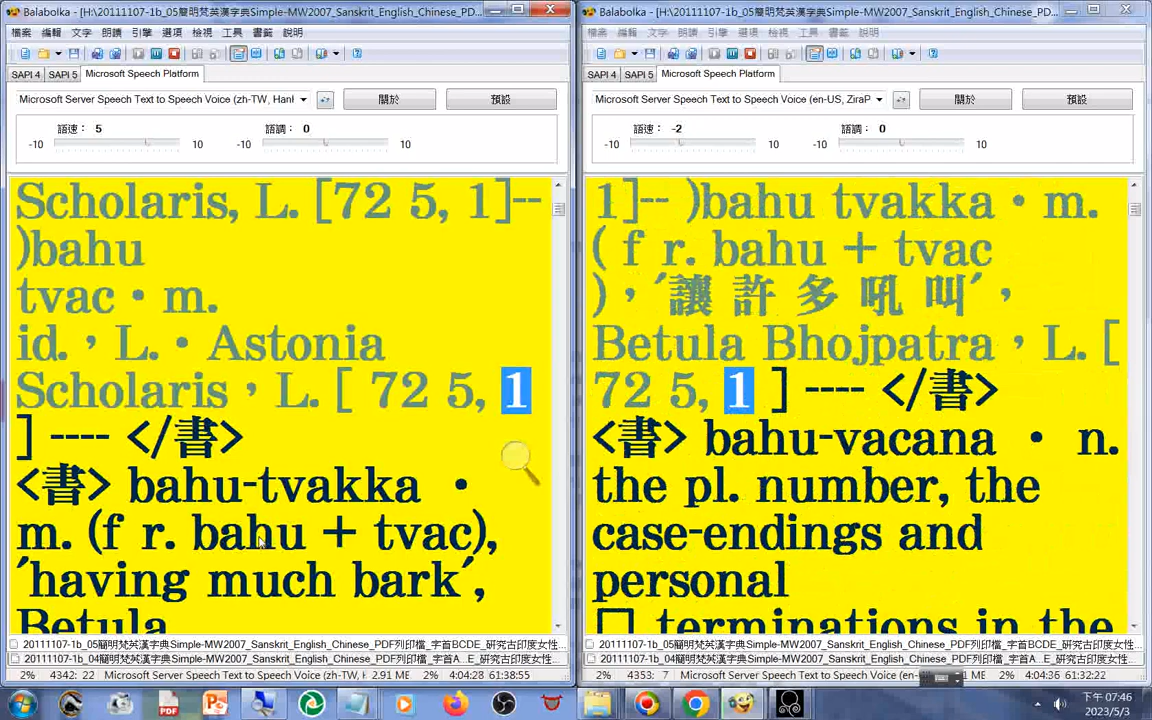 Balabolka - [H:\20111107-1b_05簡明梵英漢字典Simple-MW2007_Sanskrit_English_Chinese_PD...
檔案 編輯 文字 朗讀 引擎 選項 檢視 工具 書籤 說明
SAPI 4 SAPI 5 Microsoft Speech Platform
Microsoft Server Speech Text to Speech Voice (zh-TW, HanH 關於 預設
語速： 5 語調： 0
-10 10 -10 10
Scholaris, L. [72 5, 1]--
)bahu
tvac • m.
id.，L.• Astonia
Scholaris，L. [ 72 5, 1
] ---- </書>
<書> bahu-tvakka •
m. (f r. bahu + tvac),
´having much bark´,
Betula
20111107-1b_05簡明梵英漢字典Simple-MW2007_Sanskrit_English_Chinese_PDF列印檔_字首BCDE_研究古印度女性...
20111107-1b_04簡明梵英漢字典Simple-MW2007_Sanskrit_English_Chinese_PDF列印檔_字首A...E_研究古印度女性...
2% 4342: 22 Microsoft Server Speech Text to Speech Voice (zh-TW, H 2.91 ME 2% 4:04:28 61:38:55
Balabolka - [H:\20111107-1b_05簡明梵英漢字典Simple-MW2007_Sanskrit_English_Chinese_PD...
檔案 編輯 文字 朗讀 引擎 選項 檢視 工具 書籤 說明
SAPI 4 SAPI 5 Microsoft Speech Platform
Microsoft Server Speech Text to Speech Voice (en-US, ZiraP 關於 預設
語速： -2 語調： 0
-10 10 -10 10
1]-- )bahu tvakka • m.
( f r. bahu + tvac
)，´讓 許 多 吼 叫´，
Betula Bhojpatra，L. [
72 5, 1 ] ---- </書>
<書> bahu-vacana • n.
the pl. number, the
case-endings and
personal
□ terminations in the
20111107-1b_05簡明梵英漢字典Simple-MW2007_Sanskrit_English_Chinese_PDF列印檔_字首BCDE_研究古印度女性...
20111107-1b_04簡明梵英漢字典Simple-MW2007_Sanskrit_English_Chinese_PDF列印檔_字首A...E_研究古印度女性...
2% 4353: 7 Microsoft Server Speech Text to Speech Voice (en- ME 2% 4:04:28 61:32:22
PDF
下午 07:46
2023/5/3